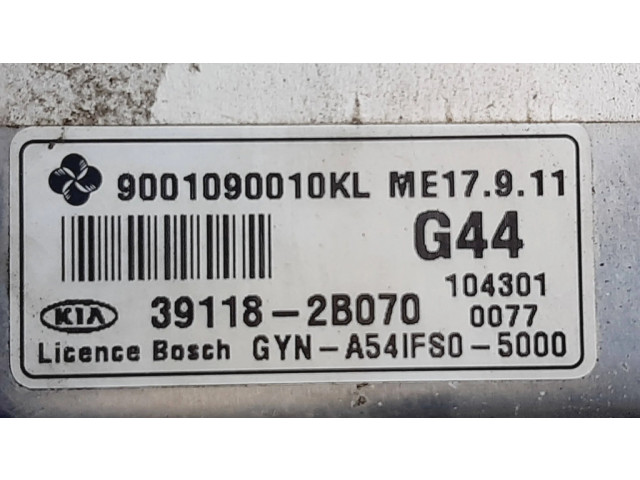 9001090010KL ME17.9.11
G44
104301
KIA 39118-2B070 0077
Licence Bosch GYN-A54IFS0-5000